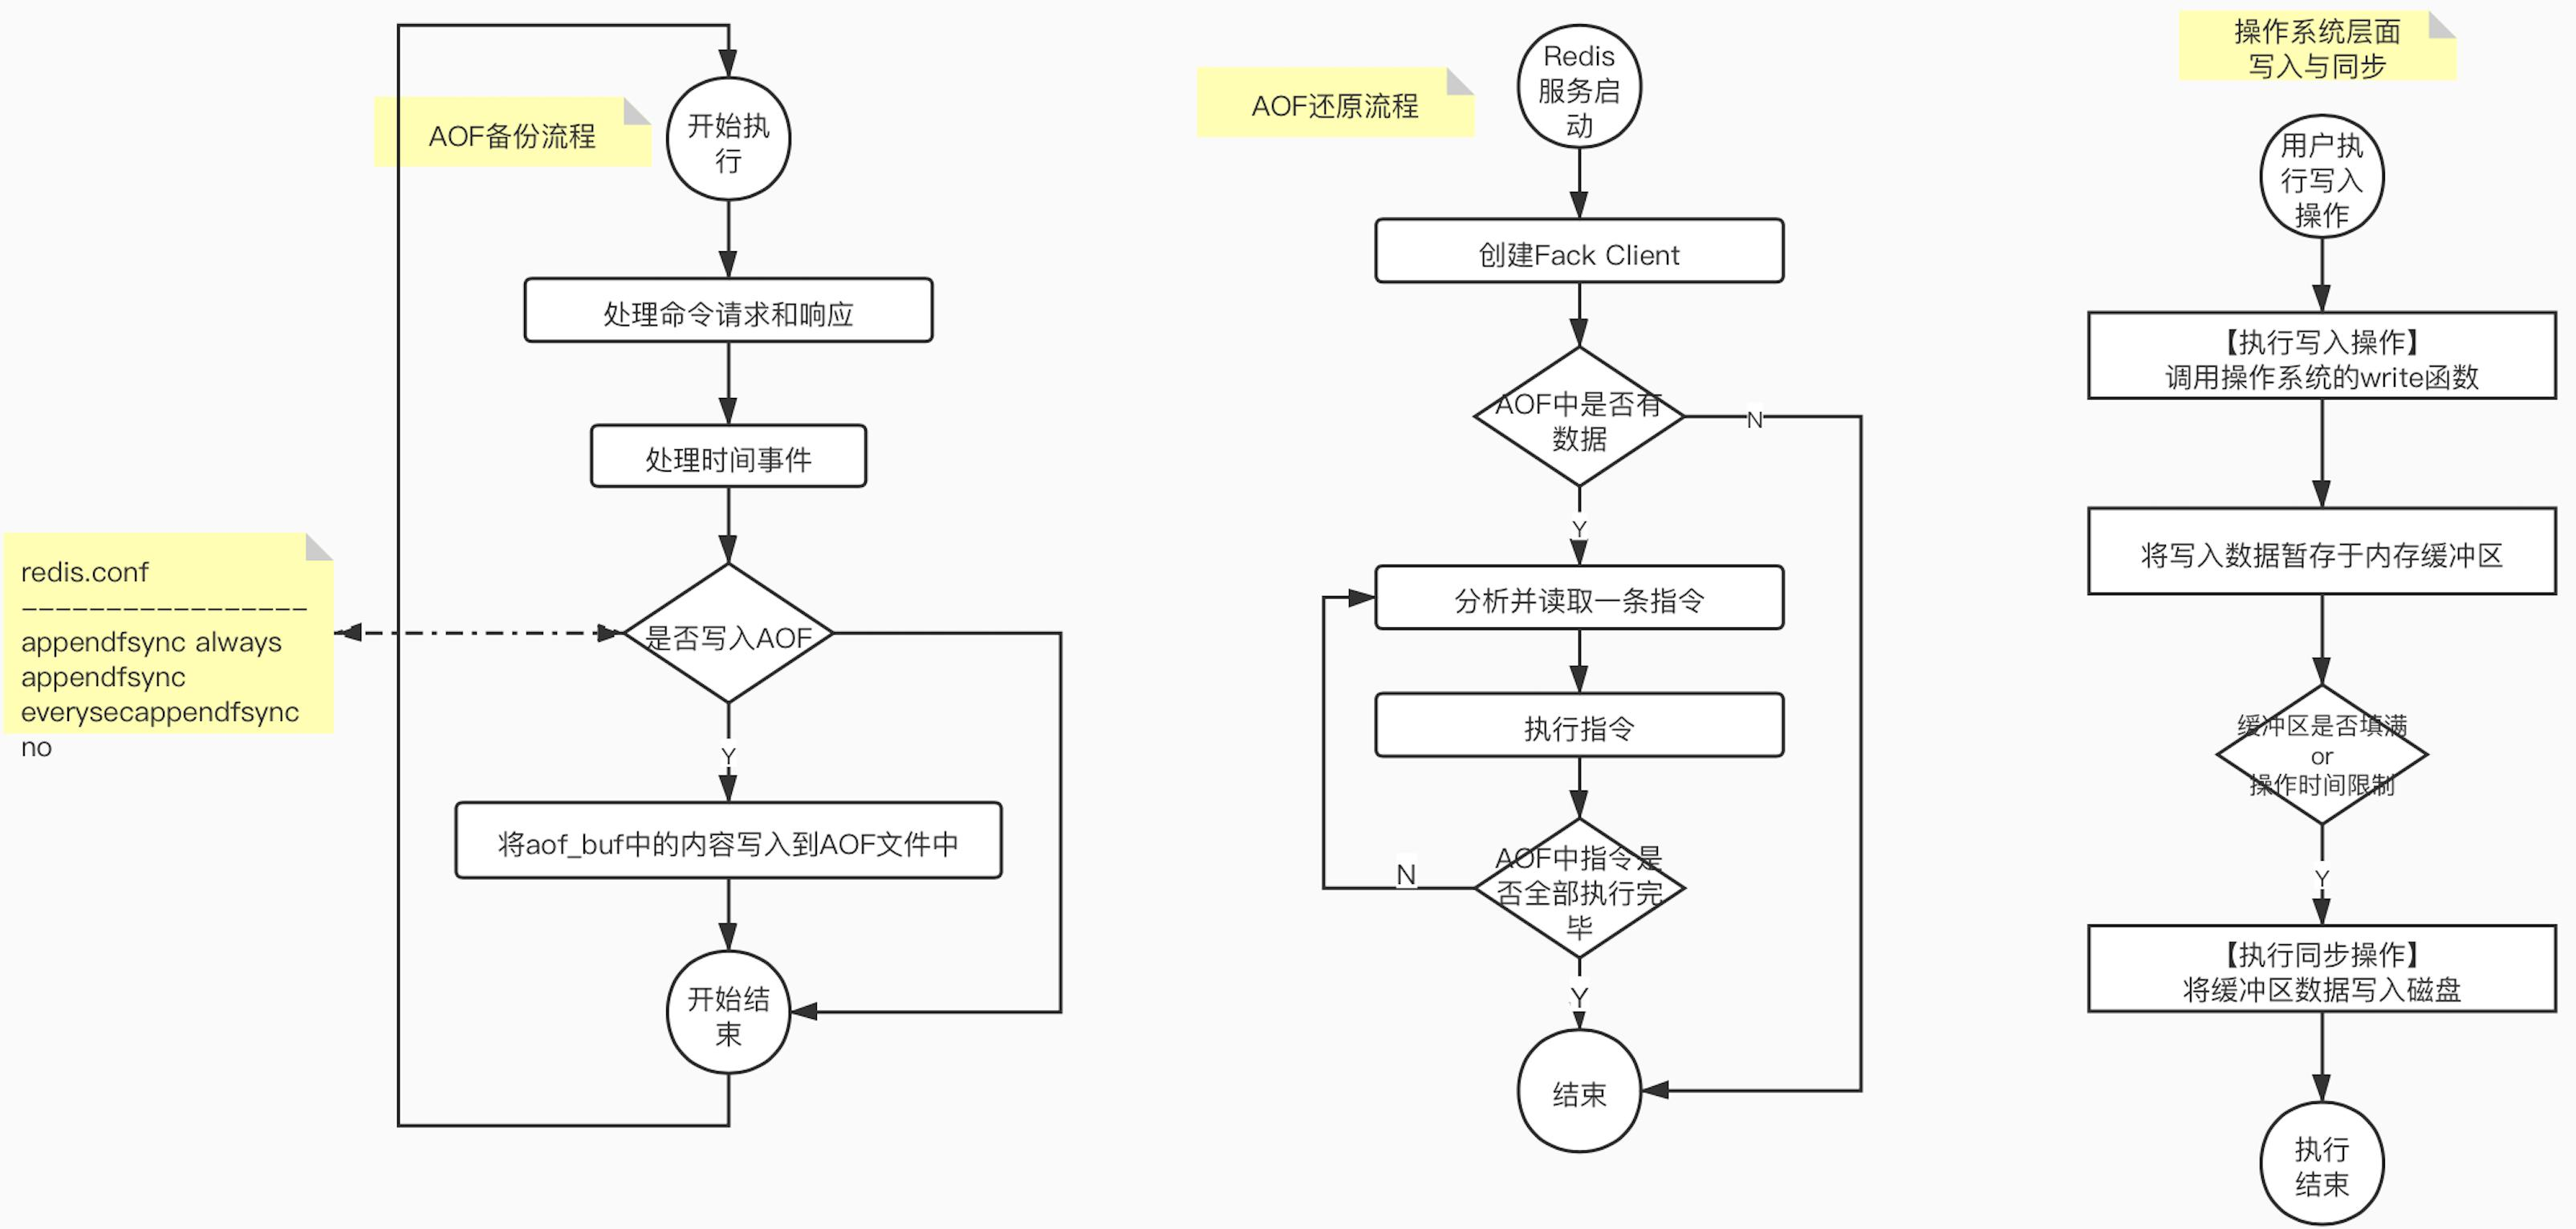 AOF备份流程
开始执
行
处理命令请求和响应
处理时间事件
redis.conf
-----------------
appendfsync always
appendfsync
everysecappendfsync
no
是否写入AOF
Y
将aof_buf中的内容写入到AOF文件中
开始结
束
AOF还原流程
Redis
服务启
动
创建Fack Client
AOF中是否有
数据
N
Y
分析并读取一条指令
执行指令
AOF中指令是
否全部执行完
毕
N
Y
结束
操作系统层面
写入与同步
用户执
行写入
操作
【执行写入操作】
调用操作系统的write函数
将写入数据暂存于内存缓冲区
缓冲区是否填满
or
操作时间限制
Y
【执行同步操作】
将缓冲区数据写入磁盘
执行
结束